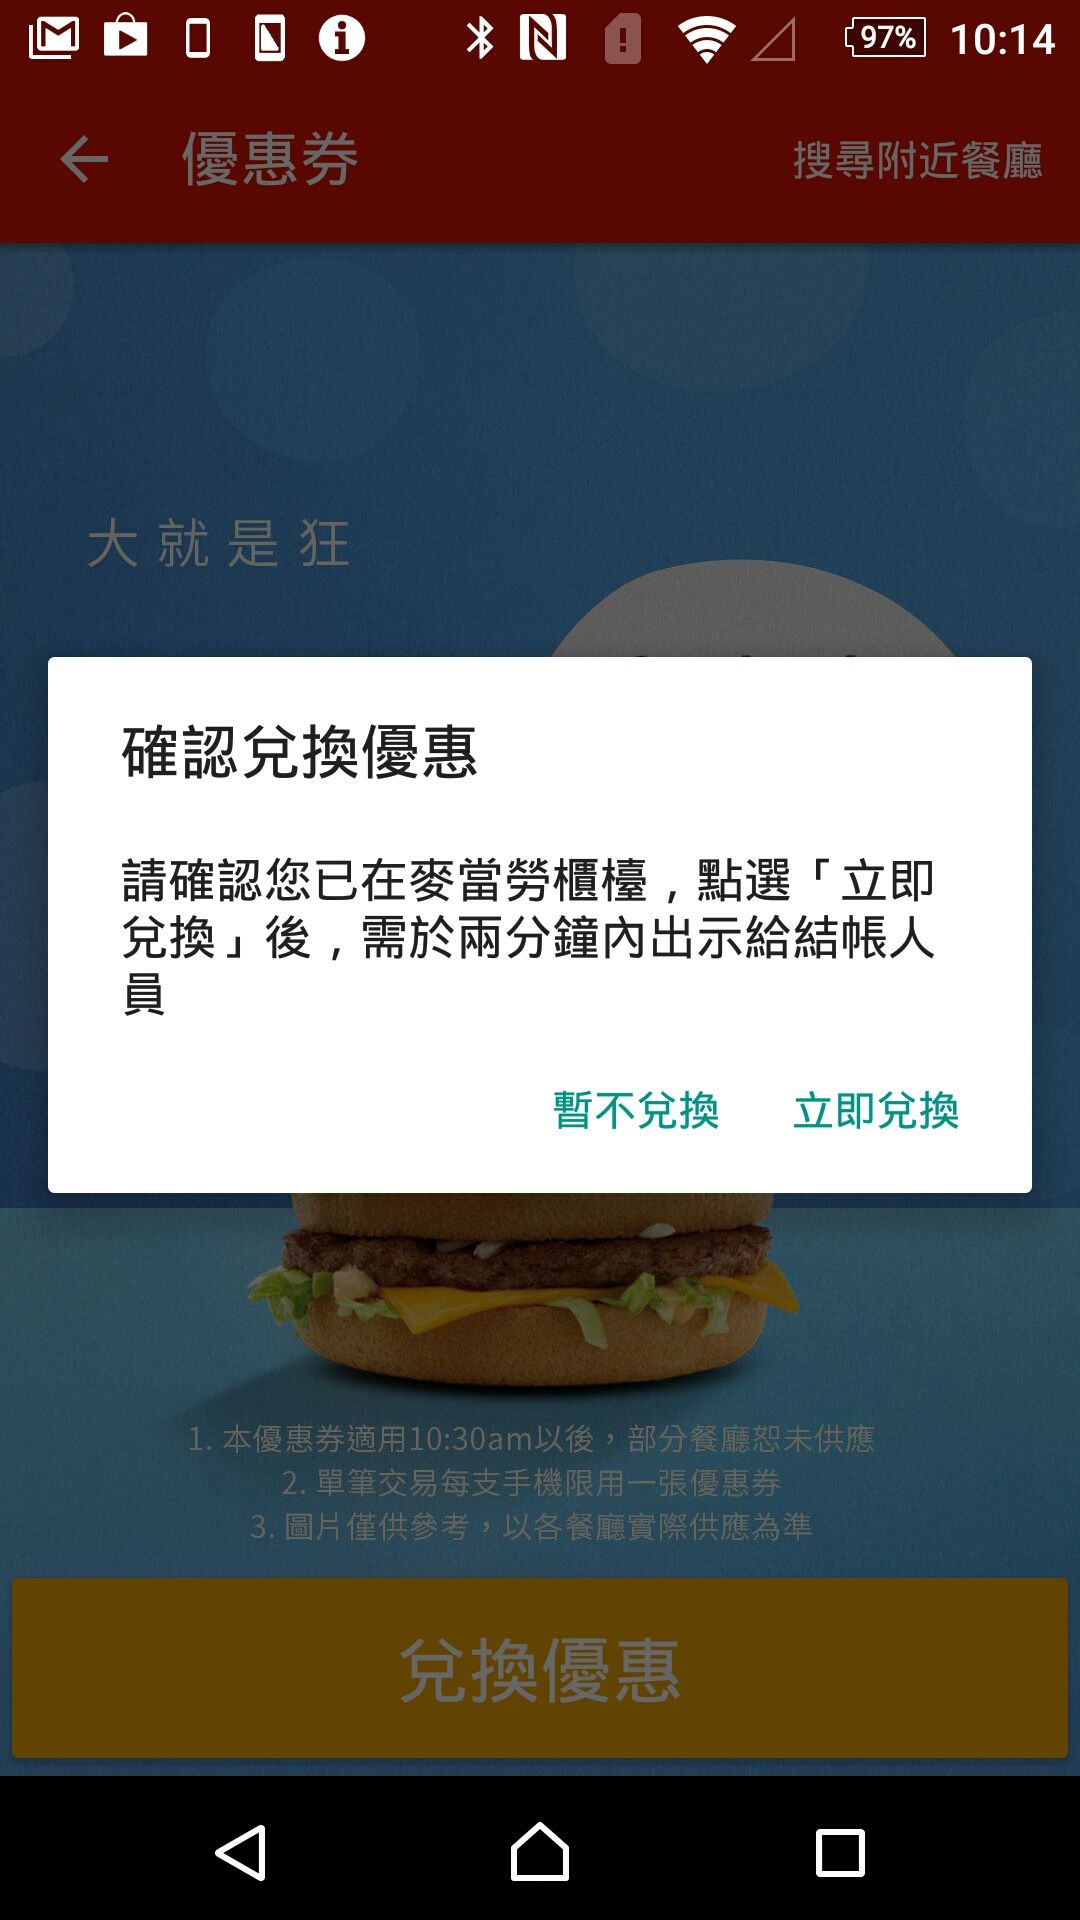 97% 10:14
優惠券 搜尋附近餐廳
大就是狂
確認兌換優惠
請確認您已在麥當勞櫃檯，點選「立即
兌換」後，需於兩分鐘內出示給結帳人
員
暫不兌換 立即兌換
1. 本優惠券適用10:30am以後，部分餐廳恕未供應
2. 單筆交易每支手機限用一張優惠券
3. 圖片僅供參考，以各餐廳實際供應為準
兌換優惠